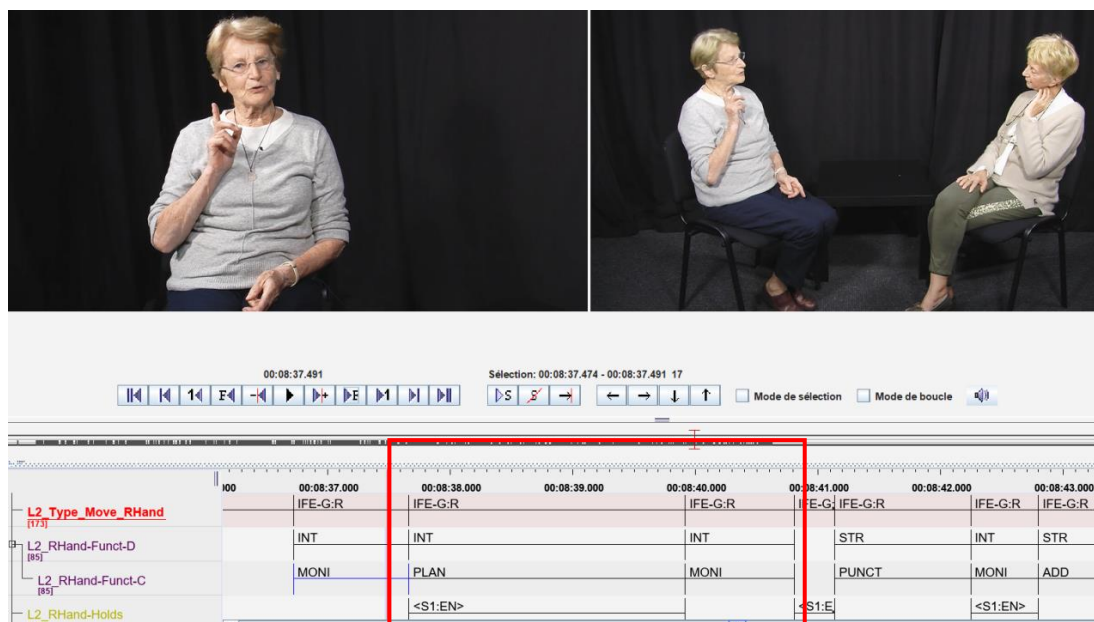 00:08:37.491
Sélection: 00:08:37.474 - 00:08:37.491 17
Mode de sélection
Mode de boucle
000 00:08:37.000 00:08:38.000 00:08:39.000 00:08:40.000 00:08:41.000 00:08:42.000 00:08:43.000
L2_Type_Move_RHand IFE-G:R IFE-G:R IFE-G:R IFE-G: IFE-G:R IFE-G:R IFE-G:R
[173]
L2_RHand-Funct-D INT INT INT STR INT STR
[85]
L2_RHand-Funct-C MONI PLAN MONI PUNCT MONI ADD
[85]
L2_RHand-Holds <S1:EN> <S1:E <S1:EN>